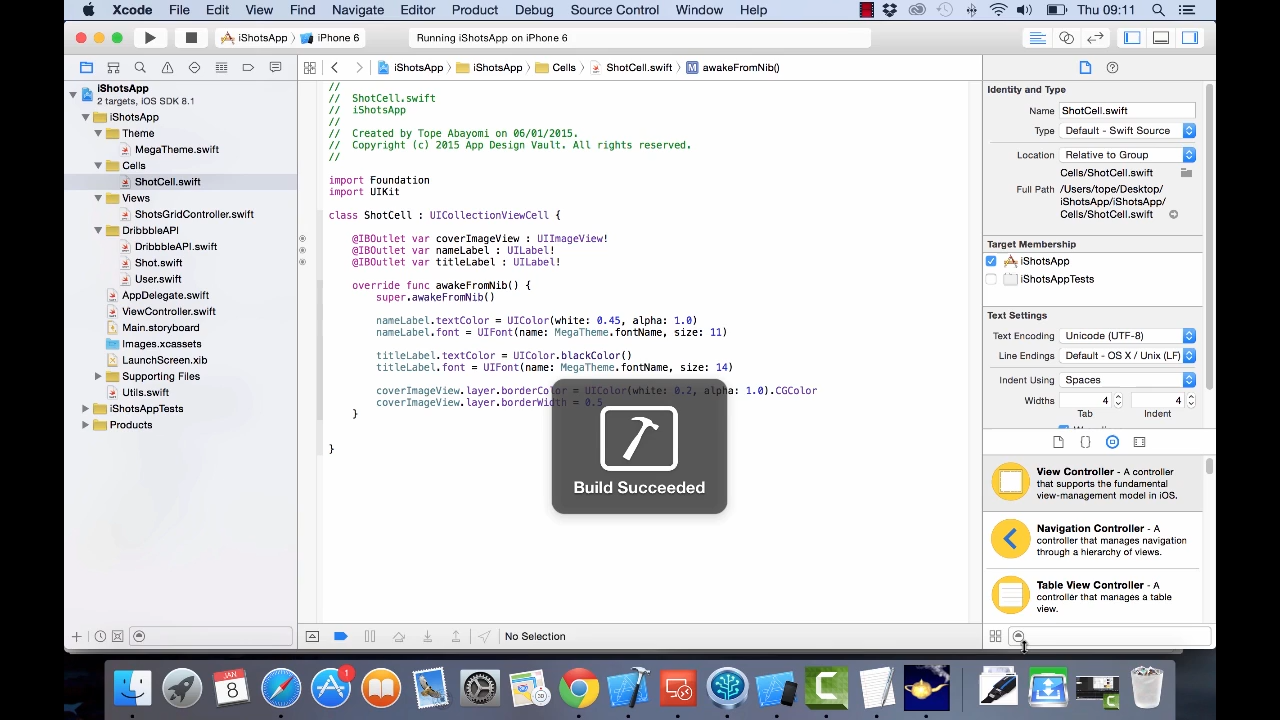 Xcode File Edit View Find Navigate Editor Product Debug Source Control Window Help Thu 09:11
iShotsApp iPhone 6 Running iShotsApp on iPhone 6
iShotsApp iShotsApp Cells ShotCell.swift M awakeFromNib()
iShotsApp
2 targets, iOS SDK 8.1
iShotsApp
Theme
MegaTheme.swift
Cells
ShotCell.swift
Views
ShotsGridController.swift
DribbbleAPI
DribbbleAPI.swift
Shot.swift
User.swift
AppDelegate.swift
ViewController.swift
Main.storyboard
Images.xcassets
LaunchScreen.xib
Supporting Files
Utils.swift
iShotsAppTests
Products
//
// ShotCell.swift
// iShotsApp
//
// Created by Tope Abayomi on 06/01/2015.
// Copyright (c) 2015 App Design Vault. All rights reserved.
//
import Foundation
import UIKit
class ShotCell : UICollectionViewCell {
@IBOutlet var coverImageView : UIImageView!
@IBOutlet var nameLabel : UILabel!
@IBOutlet var titleLabel : UILabel!
override func awakeFromNib() {
super.awakeFromNib()
nameLabel.textColor = UIColor(white: 0.45, alpha: 1.0)
nameLabel.font = UIFont(name: MegaTheme.fontName, size: 11)
titleLabel.textColor = UIColor.blackColor()
titleLabel.font = UIFont(name: MegaTheme.fontName, size: 14)
coverImageView.layer.borderColor = UIColor(white: 0.2, alpha: 1.0).CGColor
coverImageView.layer.borderWidth = 0.5
}
}
Build Succeeded
No Selection
Identity and Type
Name ShotCell.swift
Type Default - Swift Source
Location Relative to Group
Cells/ShotCell.swift
Full Path /Users/tope/Desktop/
iShotsApp/iShotsApp/
Cells/ShotCell.swift
Target Membership
iShotsApp
iShotsAppTests
Text Settings
Text Encoding Unicode (UTF-8)
Line Endings Default - OS X / Unix (LF)
Indent Using Spaces
Widths 4 4
Tab Indent
View Controller - A controller
that supports the fundamental
view-management model in iOS.
Navigation Controller - A
controller that manages navigation
through a hierarchy of views.
Table View Controller - A
controller that manages a table
view.
JAN
8
1